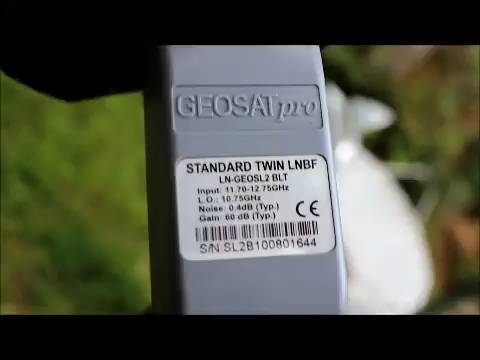 GEOSATpro
STANDARD TWIN LNBF
LN-GEOSL2 BLT
Input: 11.70-12.75GHz
L.O.: 10.75GHz
Noise: 0.4dB (Typ.)
Gain: 60 dB (Typ.)
CE
S/N SL2B100801644